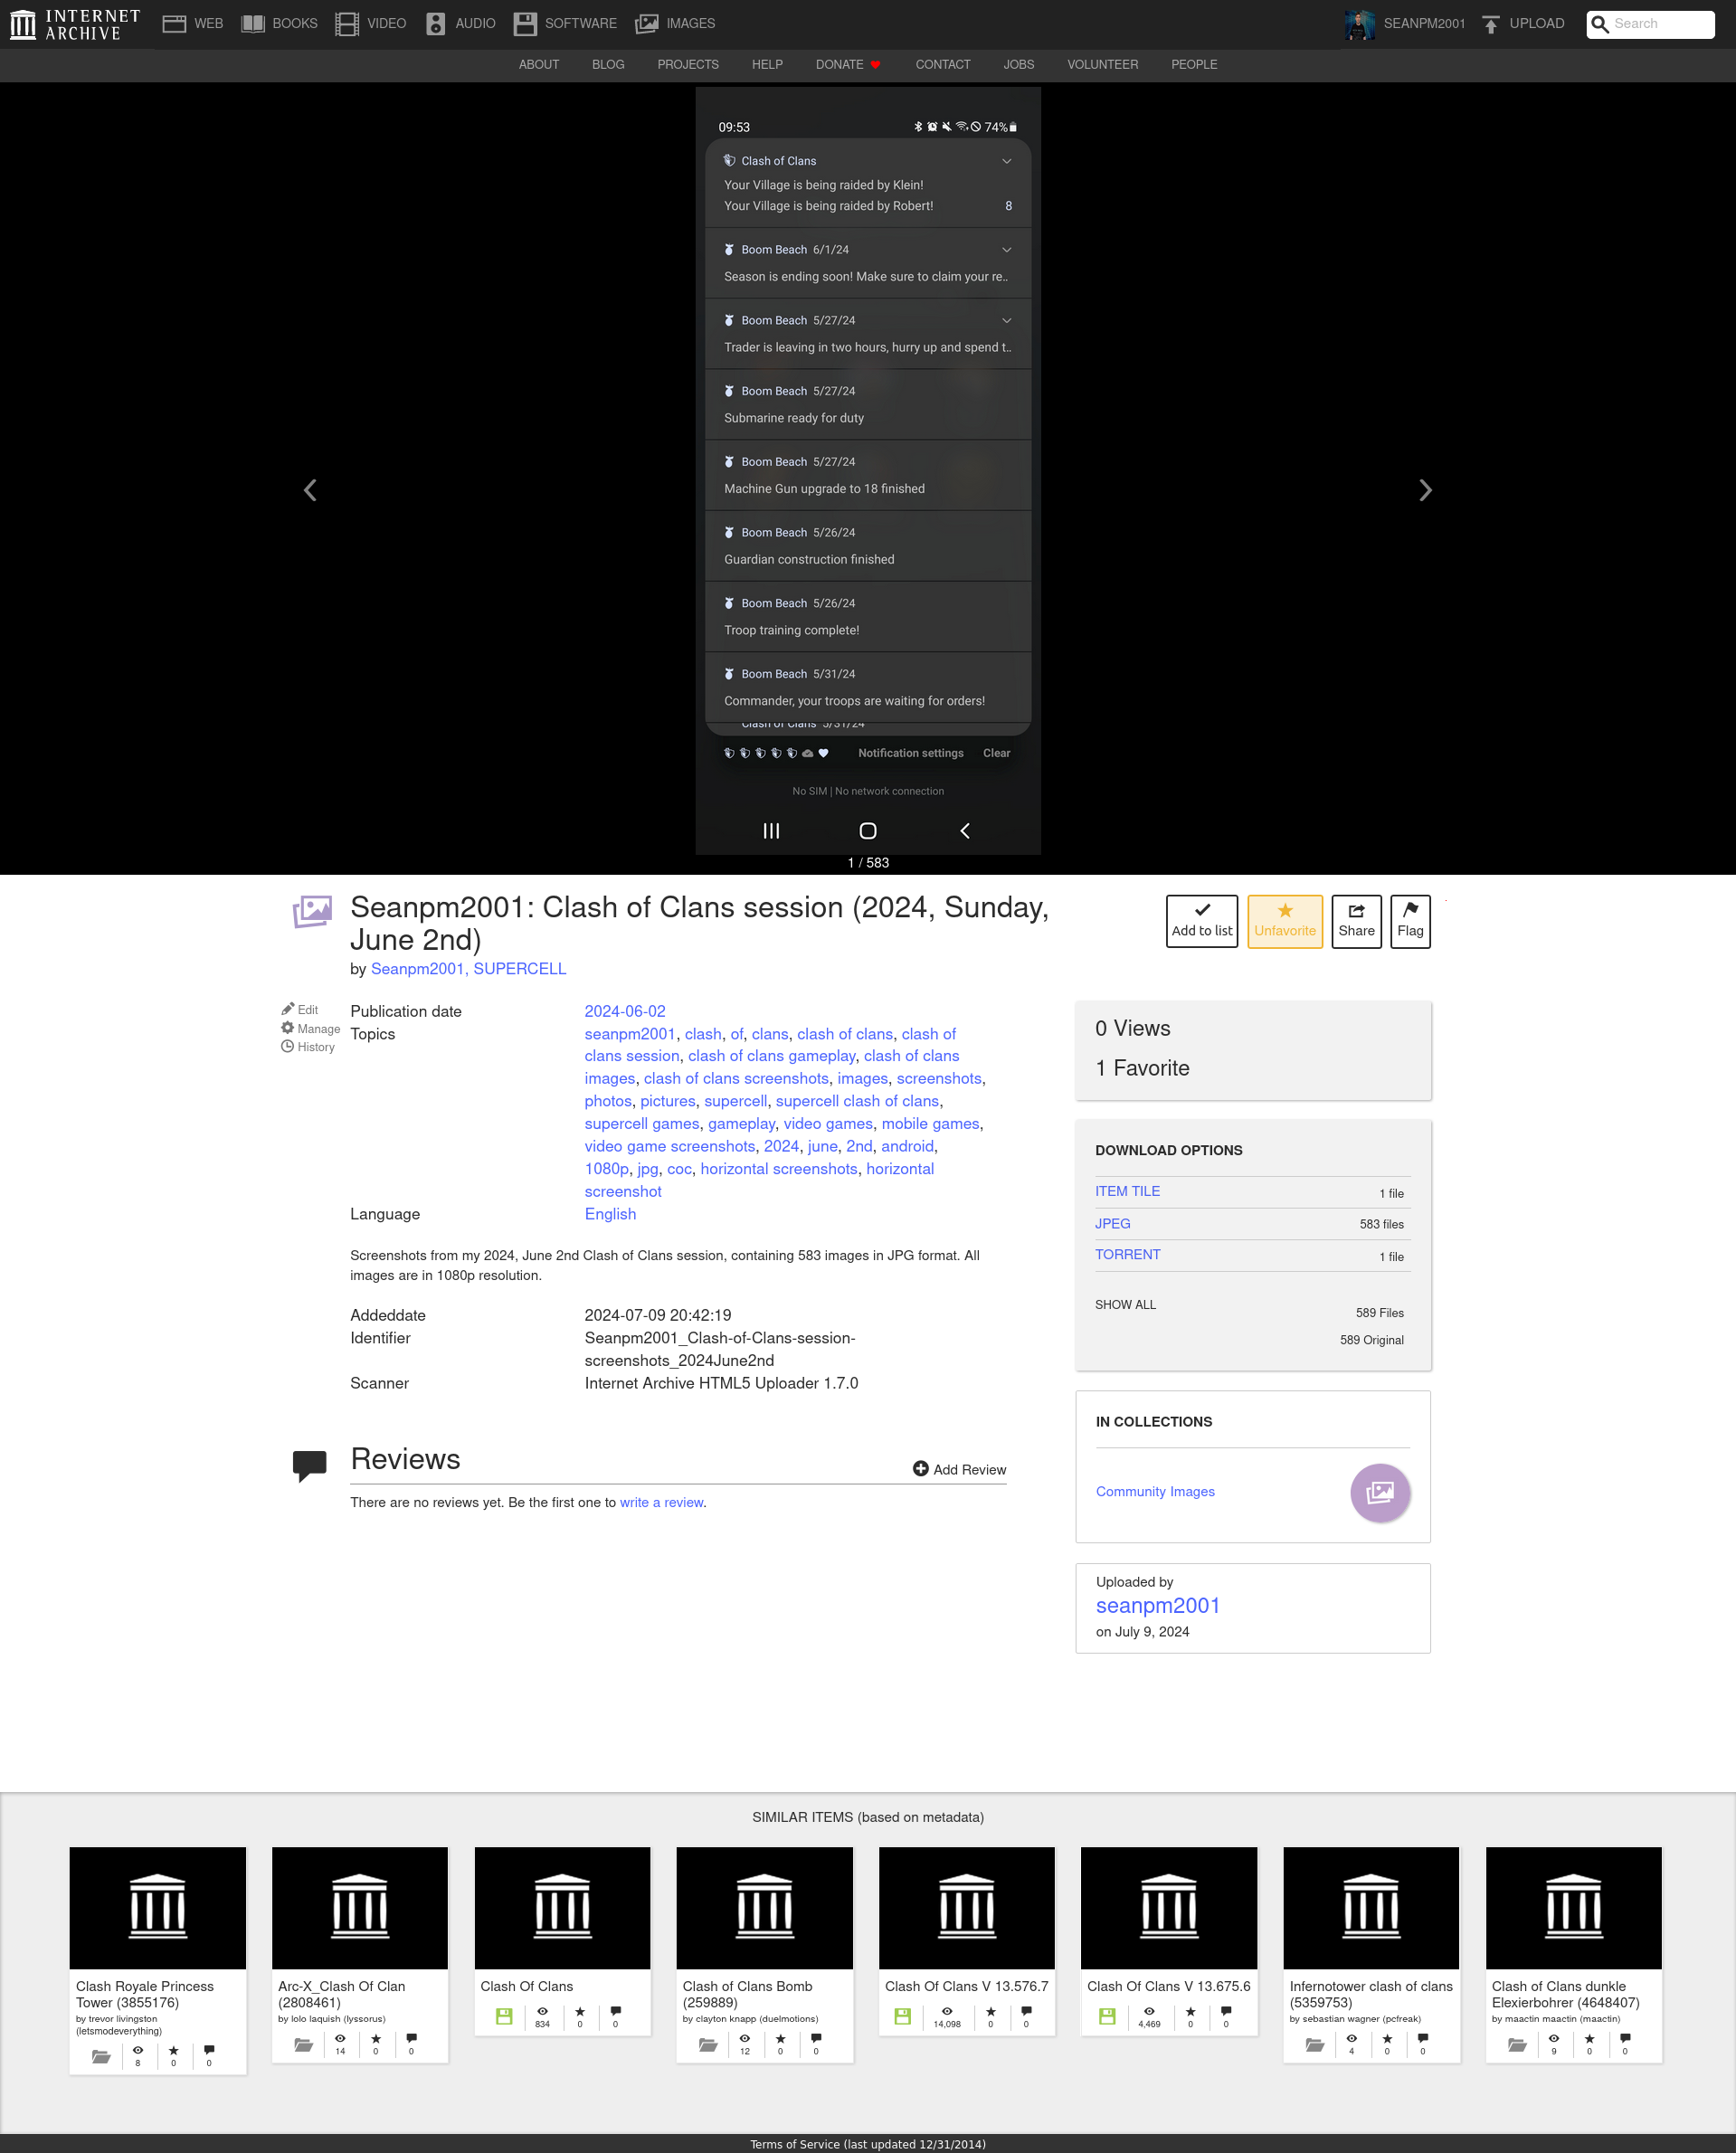 INTERNET ARCHIVE
WEB BOOKS VIDEO AUDIO SOFTWARE IMAGES SEANPM2001 UPLOAD Search
ABOUT BLOG PROJECTS HELP DONATE CONTACT JOBS VOLUNTEER PEOPLE
09:53 74%
Clash of Clans
Your Village is being raided by Klein!
Your Village is being raided by Robert! 8
Boom Beach 6/1/24
Season is ending soon! Make sure to claim your re..
Boom Beach 5/27/24
Trader is leaving in two hours, hurry up and spend t..
Boom Beach 5/27/24
Submarine ready for duty
Boom Beach 5/27/24
Machine Gun upgrade to 18 finished
Boom Beach 5/26/24
Guardian construction finished
Boom Beach 5/26/24
Troop training complete!
Boom Beach 5/31/24
Commander, your troops are waiting for orders!
Clash of Clans 5/31/24
Notification settings Clear
No SIM | No network connection
1 / 583
Seanpm2001: Clash of Clans session (2024, Sunday,
June 2nd)
by Seanpm2001, SUPERCELL
Add to list Unfavorite Share Flag
Edit
Manage
History
Publication date 2024-06-02
Topics seanpm2001, clash, of, clans, clash of clans, clash of
clans session, clash of clans gameplay, clash of clans
images, clash of clans screenshots, images, screenshots,
photos, pictures, supercell, supercell clash of clans,
supercell games, gameplay, video games, mobile games,
video game screenshots, 2024, june, 2nd, android,
1080p, jpg, coc, horizontal screenshots, horizontal
screenshot
Language English
Screenshots from my 2024, June 2nd Clash of Clans session, containing 583 images in JPG format. All
images are in 1080p resolution.
Addeddate 2024-07-09 20:42:19
Identifier Seanpm2001_Clash-of-Clans-session-
screenshots_2024June2nd
Scanner Internet Archive HTML5 Uploader 1.7.0
Reviews
Add Review
There are no reviews yet. Be the first one to write a review.
0 Views
1 Favorite
DOWNLOAD OPTIONS
ITEM TILE 1 file
JPEG 583 files
TORRENT 1 file
SHOW ALL 589 Files
589 Original
IN COLLECTIONS
Community Images
Uploaded by
seanpm2001
on July 9, 2024
SIMILAR ITEMS (based on metadata)
Clash Royale Princess
Tower (3855176)
by trevor livingston
(letsmodeverything)
8 0 0
Arc-X_Clash Of Clan
(2808461)
by lolo laquish (lyssorus)
14 0 0
Clash Of Clans
834 0 0
Clash of Clans Bomb
(259889)
by clayton knapp (duelmotions)
12 0 0
Clash Of Clans V 13.576.7
14,098 0 0
Clash Of Clans V 13.675.6
4,469 0 0
Infernotower clash of clans
(5359753)
by sebastian wagner (pcfreak)
4 0 0
Clash of Clans dunkle
Elexierbohrer (4648407)
by maactin maactin (maactin)
9 0 0
Terms of Service (last updated 12/31/2014)